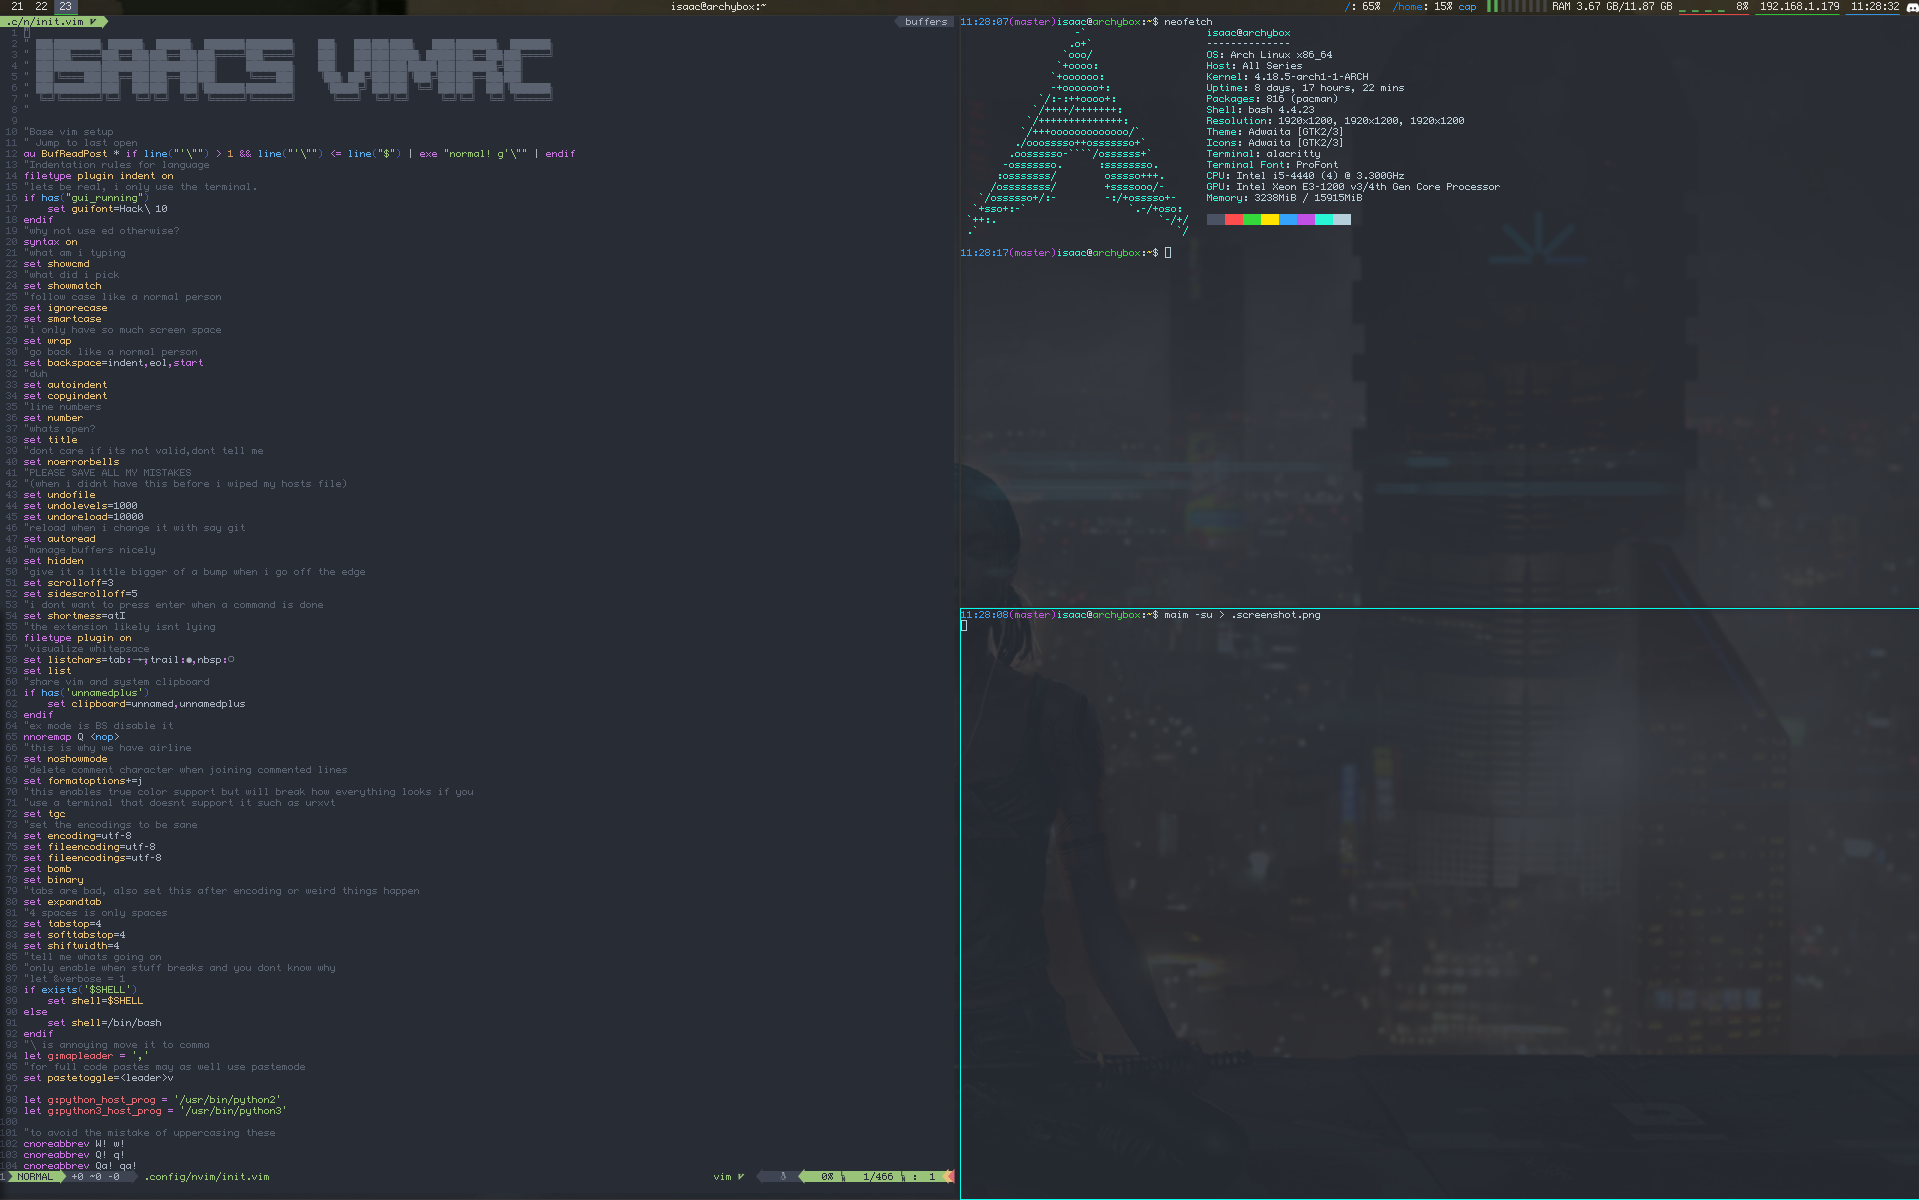 21 22 23
isaac@archybox:~
/: 65% /home: 15% cap RAM 3.67 GB/11.87 GB 8% 192.168.1.179 11:28:32
.c/n/init.vim
buffers
1
2 "
3 "
4 "
5 "
6 "
7 "
8 "
9
10 "Base vim setup
11 " Jump to last open
12 au BufReadPost * if line("'\"") > 1 && line("'\"") <= line("$") | exe "normal! g'\"" | endif
13 "Indentation rules for language
14 filetype plugin indent on
15 "lets be real, i only use the terminal.
16 if has("gui_running")
17     set guifont=Hack\ 10
18 endif
19 "why not use ed otherwise?
20 syntax on
21 "what am i typing
22 set showcmd
23 "what did i pick
24 set showmatch
25 "follow case like a normal person
26 set ignorecase
27 set smartcase
28 "i only have so much screen space
29 set wrap
30 "go back like a normal person
31 set backspace=indent,eol,start
32 "duh
33 set autoindent
34 set copyindent
35 "line numbers
36 set number
37 "whats open?
38 set title
39 "dont care if its not valid,dont tell me
40 set noerrorbells
41 "PLEASE SAVE ALL MY MISTAKES
42 "(when i didnt have this before i wiped my hosts file)
43 set undofile
44 set undolevels=1000
45 set undoreload=10000
46 "reload when i change it with say git
47 set autoread
48 "manage buffers nicely
49 set hidden
50 "give it a little bigger of a bump when i go off the edge
51 set scrolloff=3
52 set sidescrolloff=5
53 "i dont want to press enter when a command is done
54 set shortmess=atI
55 "the extension likely isnt lying
56 filetype plugin on
57 "visualize whitepsace
58 set listchars=tab:→→,trail:●,nbsp:○
59 set list
60 "share vim and system clipboard
61 if has('unnamedplus')
62     set clipboard=unnamed,unnamedplus
63 endif
64 "ex mode is BS disable it
65 nnoremap Q <nop>
66 "this is why we have airline
67 set noshowmode
68 "delete comment character when joining commented lines
69 set formatoptions+=j
70 "this enables true color support but will break how everything looks if you
71 "use a terminal that doesnt support it such as urxvt
72 set tgc
73 "set the encodings to be sane
74 set encoding=utf-8
75 set fileencoding=utf-8
76 set fileencodings=utf-8
77 set bomb
78 set binary
79 "tabs are bad, also set this after encoding or weird things happen
80 set expandtab
81 "4 spaces is only spaces
82 set tabstop=4
83 set softtabstop=4
84 set shiftwidth=4
85 "tell me whats going on
86 "only enable when stuff breaks and you dont know why
87 "let &verbose = 1
88 if exists('$SHELL')
89     set shell=$SHELL
90 else
91     set shell=/bin/bash
92 endif
93 "\ is annoying move it to comma
94 let g:mapleader = ','
95 "for full code pastes may as well use pastemode
96 set pastetoggle=<leader>v
97
98 let g:python_host_prog = '/usr/bin/python2'
99 let g:python3_host_prog = '/usr/bin/python3'
100
101 "to avoid the mistake of uppercasing these
102 cnoreabbrev W! w!
103 cnoreabbrev Q! q!
104 cnoreabbrev Qa! qa!
1 NORMAL +0 ~0 -0 .config/nvim/init.vim vim 0% 1/466 : 1
11:28:07(master)isaac@archybox:~$ neofetch
isaac@archybox
--------------
OS: Arch Linux x86_64
Host: All Series
Kernel: 4.18.5-arch1-1-ARCH
Uptime: 8 days, 17 hours, 22 mins
Packages: 816 (pacman)
Shell: bash 4.4.23
Resolution: 1920x1200, 1920x1200, 1920x1200
Theme: Adwaita [GTK2/3]
Icons: Adwaita [GTK2/3]
Terminal: alacritty
Terminal Font: ProFont
CPU: Intel i5-4440 (4) @ 3.300GHz
GPU: Intel Xeon E3-1200 v3/4th Gen Core Processor
Memory: 3238MiB / 15915MiB
11:28:17(master)isaac@archybox:~$
11:28:08(master)isaac@archybox:~$ maim -su > .screenshot.png